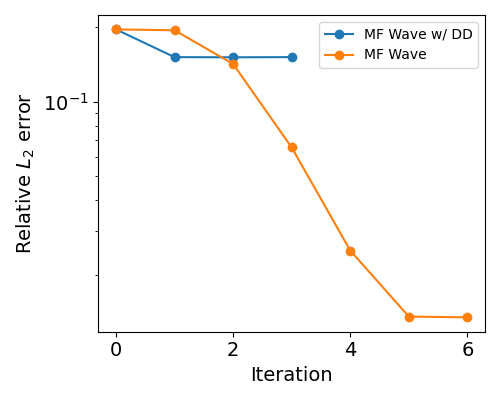 MF Wave w/ DD
MF Wave
10⁻¹
Relative L₂ error
0 2 4 6
Iteration